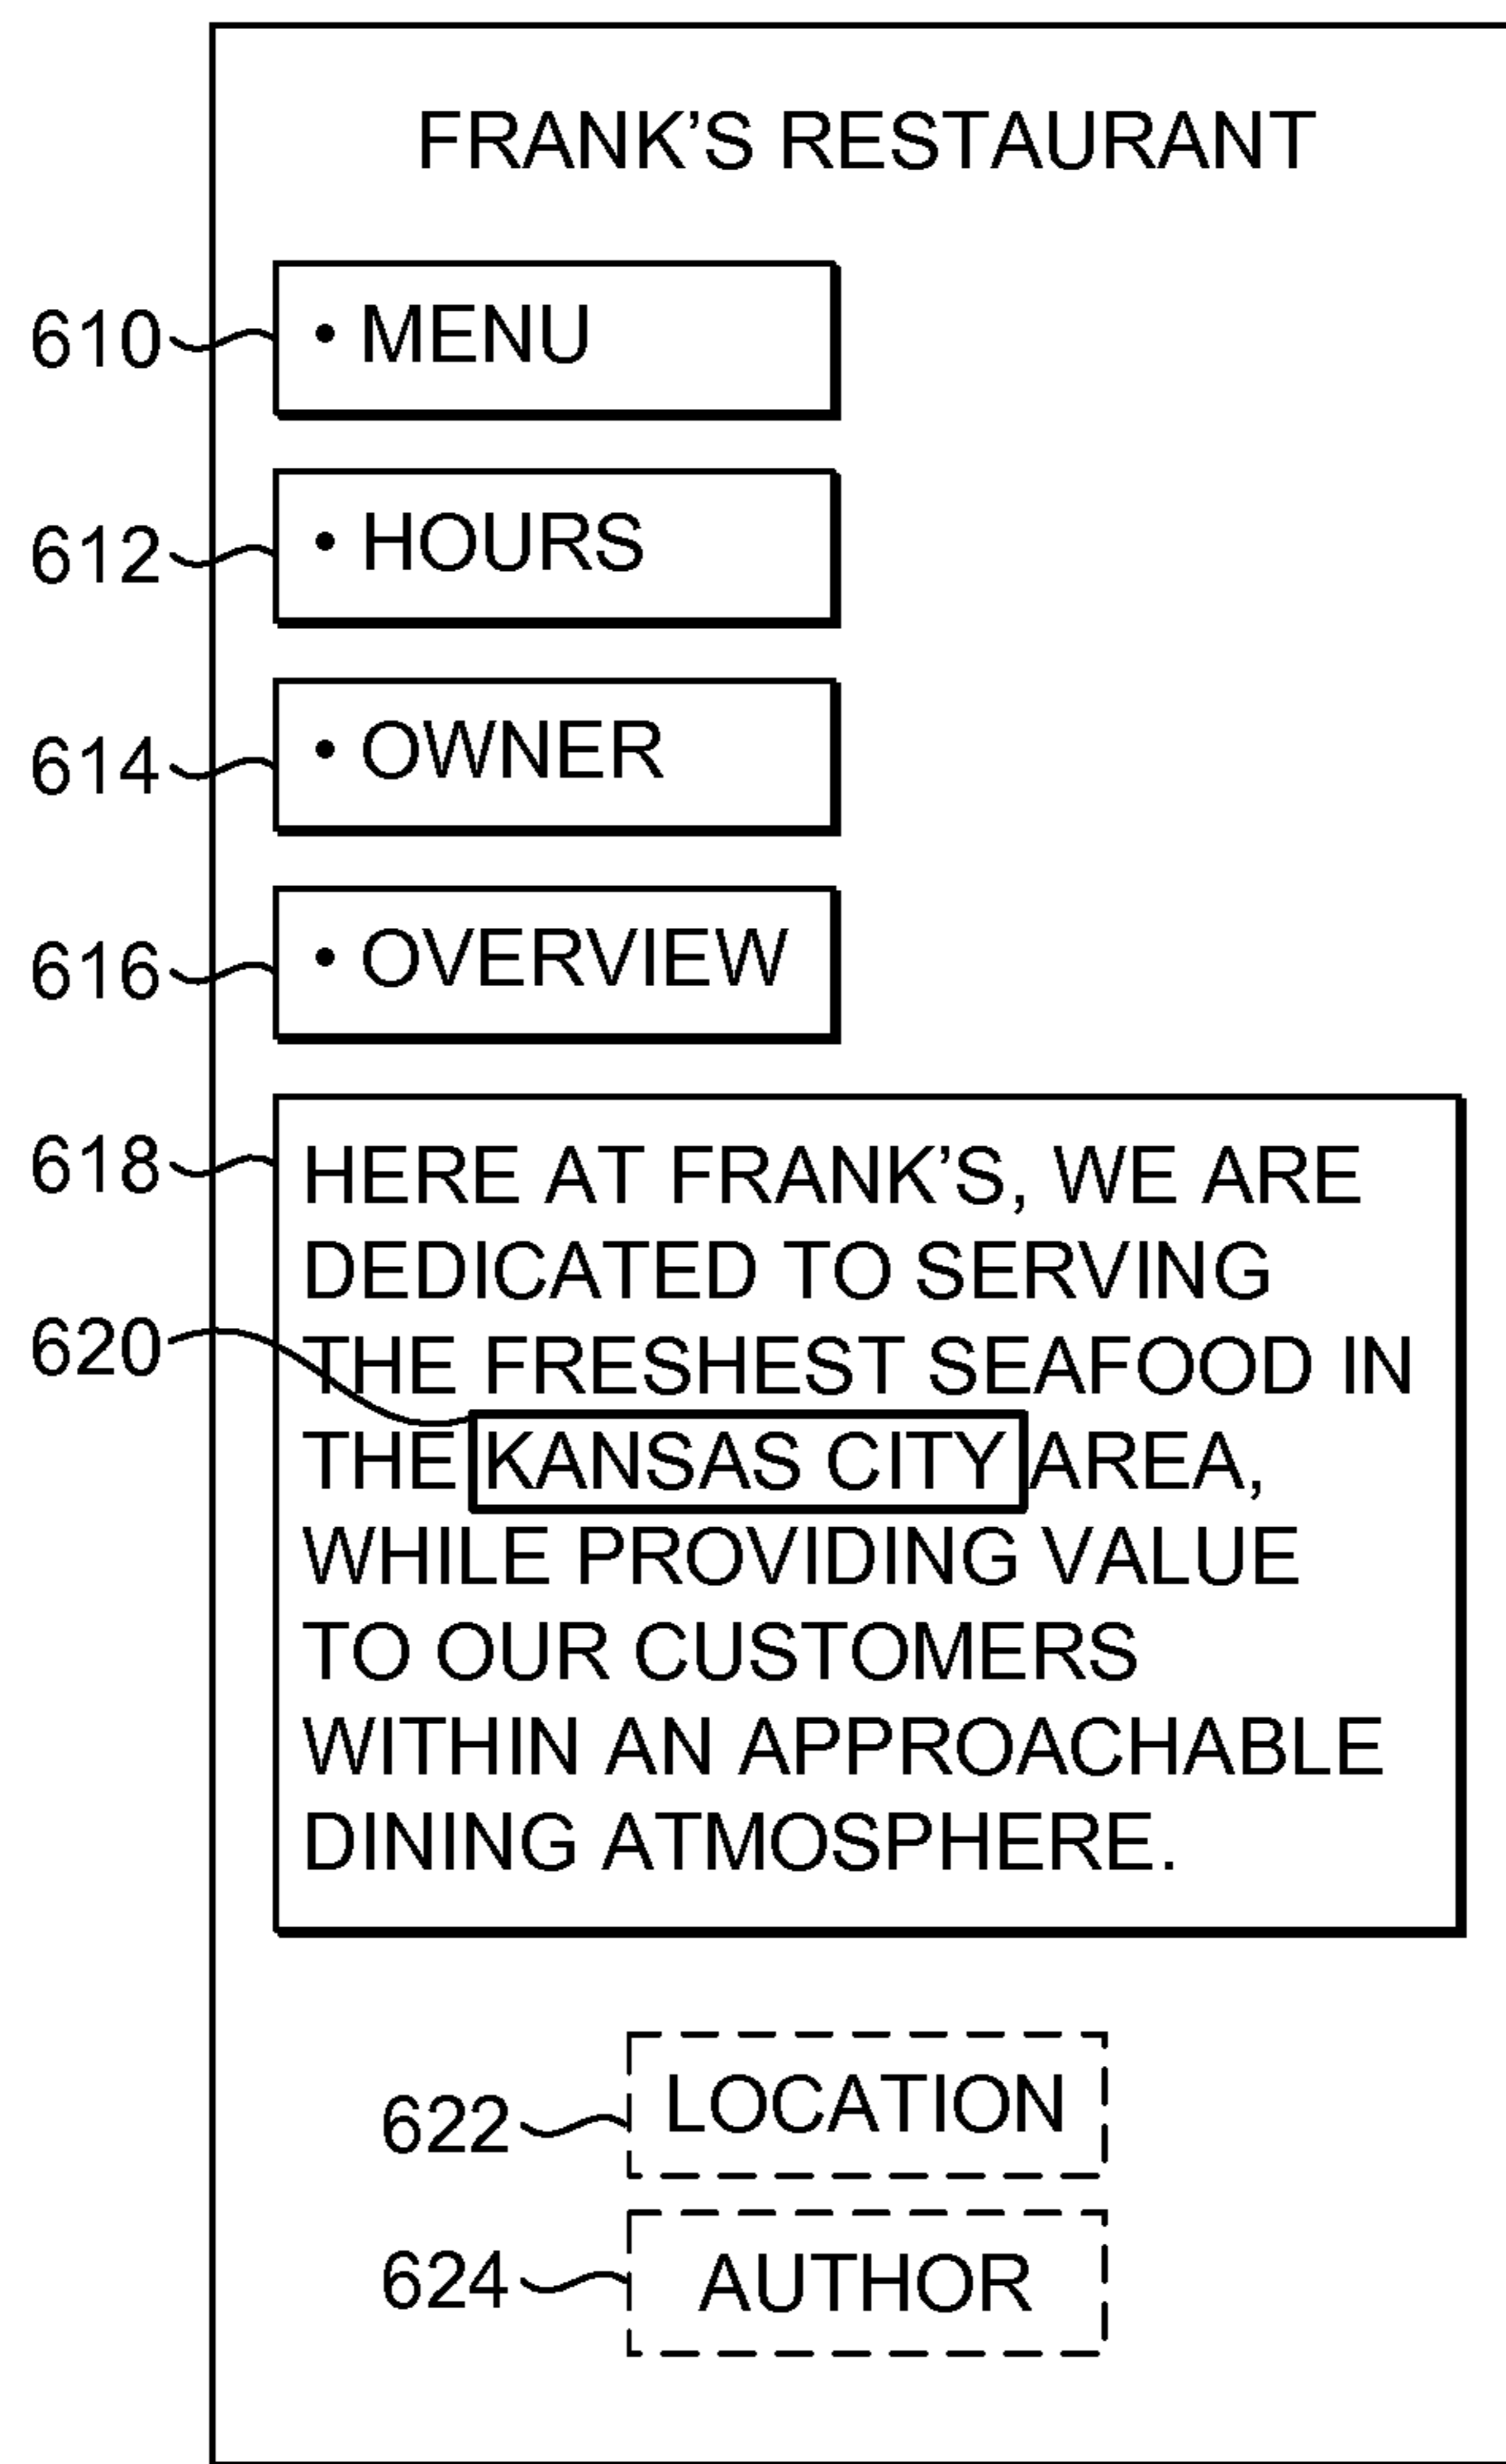 FRANK'S RESTAURANT
610 • MENU
612 • HOURS
614 • OWNER
616 • OVERVIEW
618 HERE AT FRANK'S, WE ARE
DEDICATED TO SERVING
620 THE FRESHEST SEAFOOD IN
THE KANSAS CITY AREA,
WHILE PROVIDING VALUE
TO OUR CUSTOMERS
WITHIN AN APPROACHABLE
DINING ATMOSPHERE.
622 LOCATION
624 AUTHOR